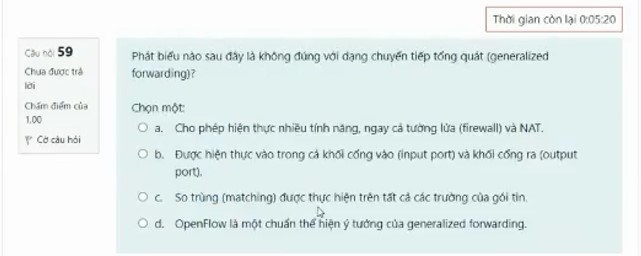 Thời gian còn lại 0:05:20
Câu hỏi 59
Chưa được trả
lời
Chấm điểm của
1,00
Cờ câu hỏi
Phát biểu nào sau đây là không đúng với dạng chuyển tiếp tổng quát (generalized
forwarding)?
Chọn một:
a. Cho phép hiện thực nhiều tính năng, ngay cả tường lửa (firewall) và NAT.
b. Được hiện thực vào trong cả khối cổng vào (input port) và khối cổng ra (output
port).
c. So trùng (matching) được thực hiện trên tất cả các trường của gói tin.
d. OpenFlow là một chuẩn thể hiện ý tưởng của generalized forwarding.